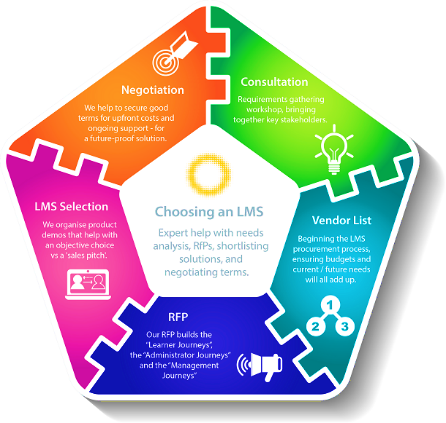 Negotiation
We help to secure good
terms for upfront costs and
ongoing support - for
a future-proof solution.
Consultation
Requirements gathering
workshop, bringing
together key stakeholders.
LMS Selection
We organise product
demos that help with
an objective choice
vs a 'sales pitch'.
Choosing an LMS
Expert help with needs
analysis, RfPs, shortlisting
solutions, and
negotiating terms.
Vendor List
Beginning the LMS
procurement process,
ensuring budgets and
current / future needs
will all add up.
1
2 3
RFP
Our RFP builds the
"Learner Journeys",
the "Administrator Journeys"
and the "Management
Journeys"